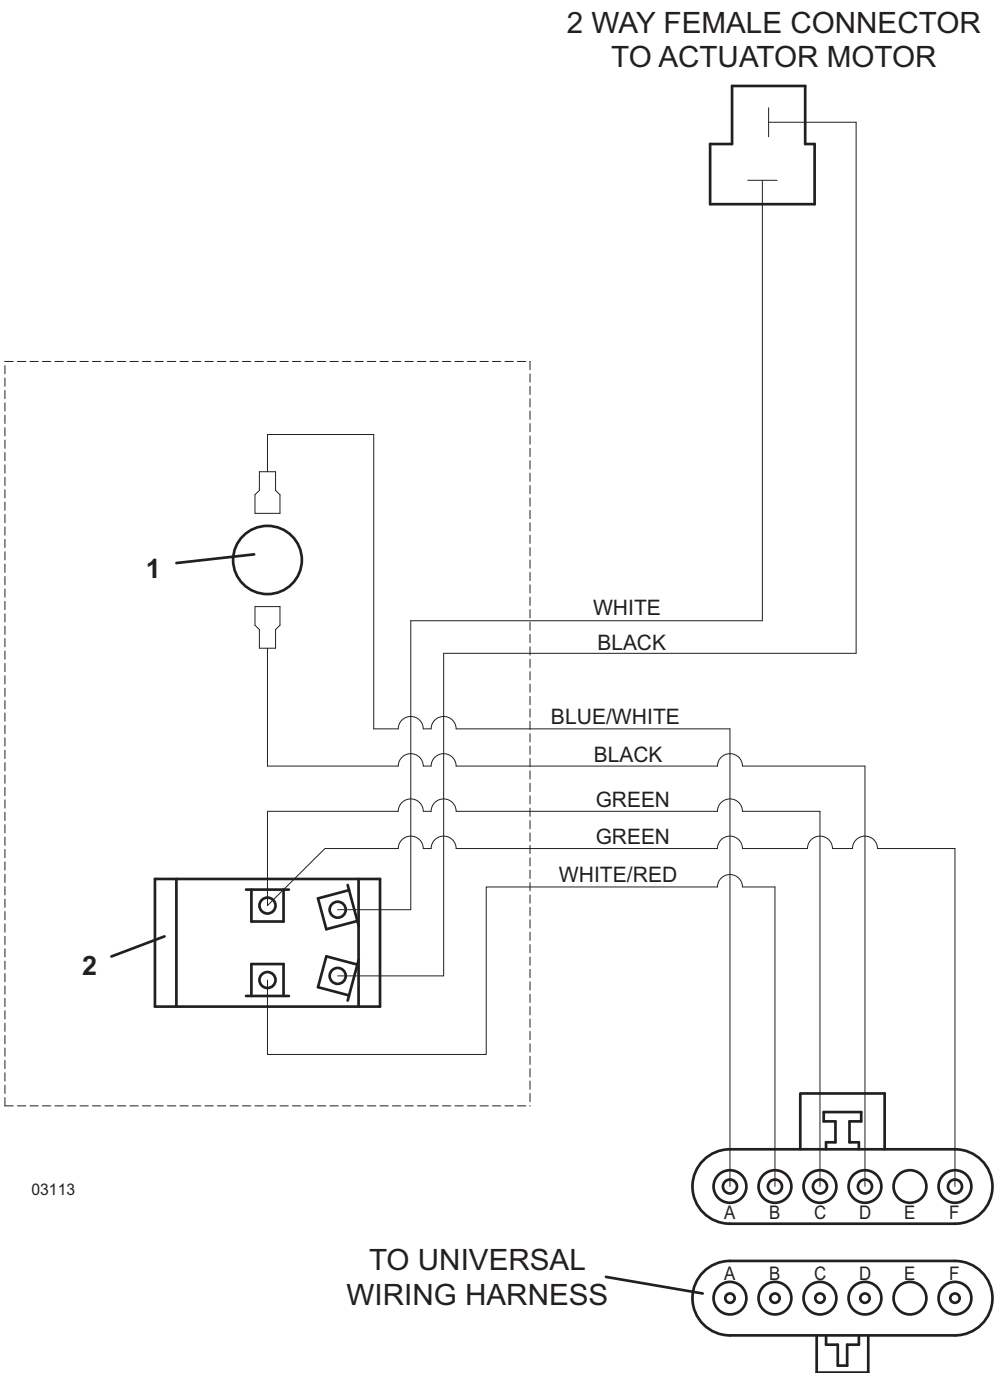 2 WAY FEMALE CONNECTOR
TO ACTUATOR MOTOR
1
WHITE
BLACK
BLUE/WHITE
BLACK
GREEN
GREEN
WHITE/RED
2
03113
A B C D E F
TO UNIVERSAL
WIRING HARNESS
A B C D E F